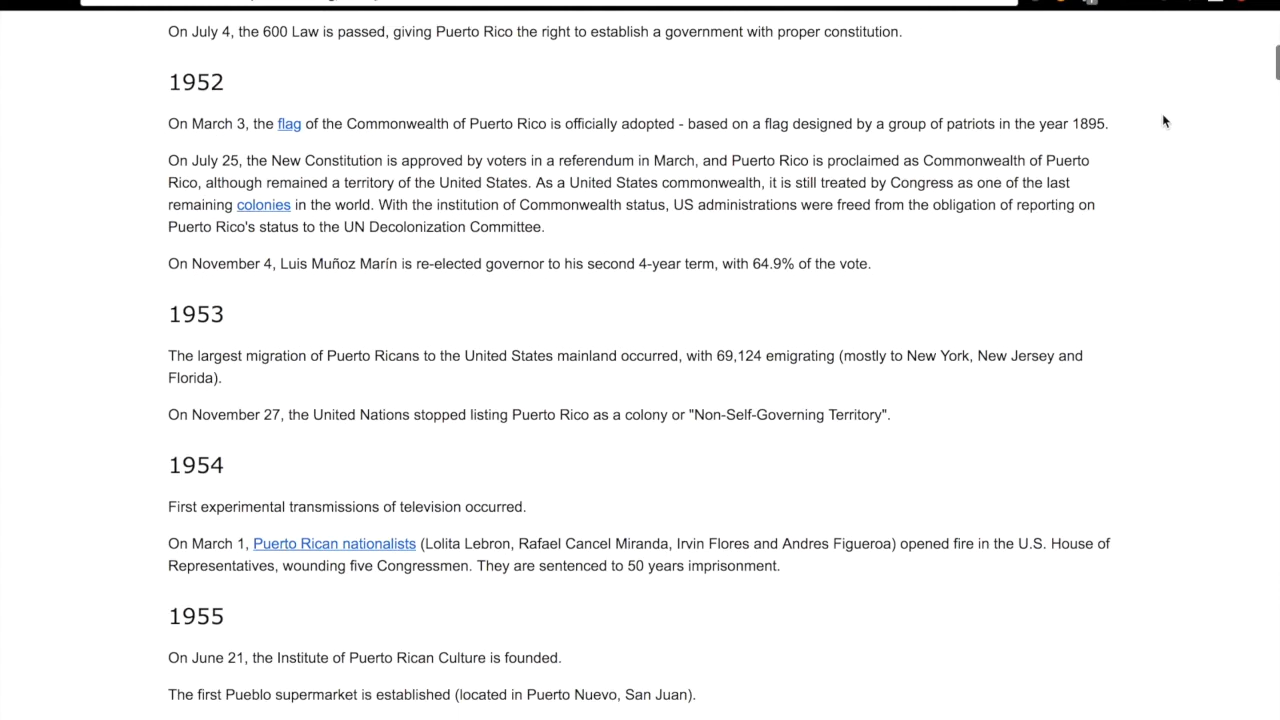 On July 4, the 600 Law is passed, giving Puerto Rico the right to establish a government with proper constitution.
1952
On March 3, the flag of the Commonwealth of Puerto Rico is officially adopted - based on a flag designed by a group of patriots in the year 1895.
On July 25, the New Constitution is approved by voters in a referendum in March, and Puerto Rico is proclaimed as Commonwealth of Puerto
Rico, although remained a territory of the United States. As a United States commonwealth, it is still treated by Congress as one of the last
remaining colonies in the world. With the institution of Commonwealth status, US administrations were freed from the obligation of reporting on
Puerto Rico's status to the UN Decolonization Committee.
On November 4, Luis Muñoz Marín is re-elected governor to his second 4-year term, with 64.9% of the vote.
1953
The largest migration of Puerto Ricans to the United States mainland occurred, with 69,124 emigrating (mostly to New York, New Jersey and
Florida).
On November 27, the United Nations stopped listing Puerto Rico as a colony or "Non-Self-Governing Territory".
1954
First experimental transmissions of television occurred.
On March 1, Puerto Rican nationalists (Lolita Lebron, Rafael Cancel Miranda, Irvin Flores and Andres Figueroa) opened fire in the U.S. House of
Representatives, wounding five Congressmen. They are sentenced to 50 years imprisonment.
1955
On June 21, the Institute of Puerto Rican Culture is founded.
The first Pueblo supermarket is established (located in Puerto Nuevo, San Juan).